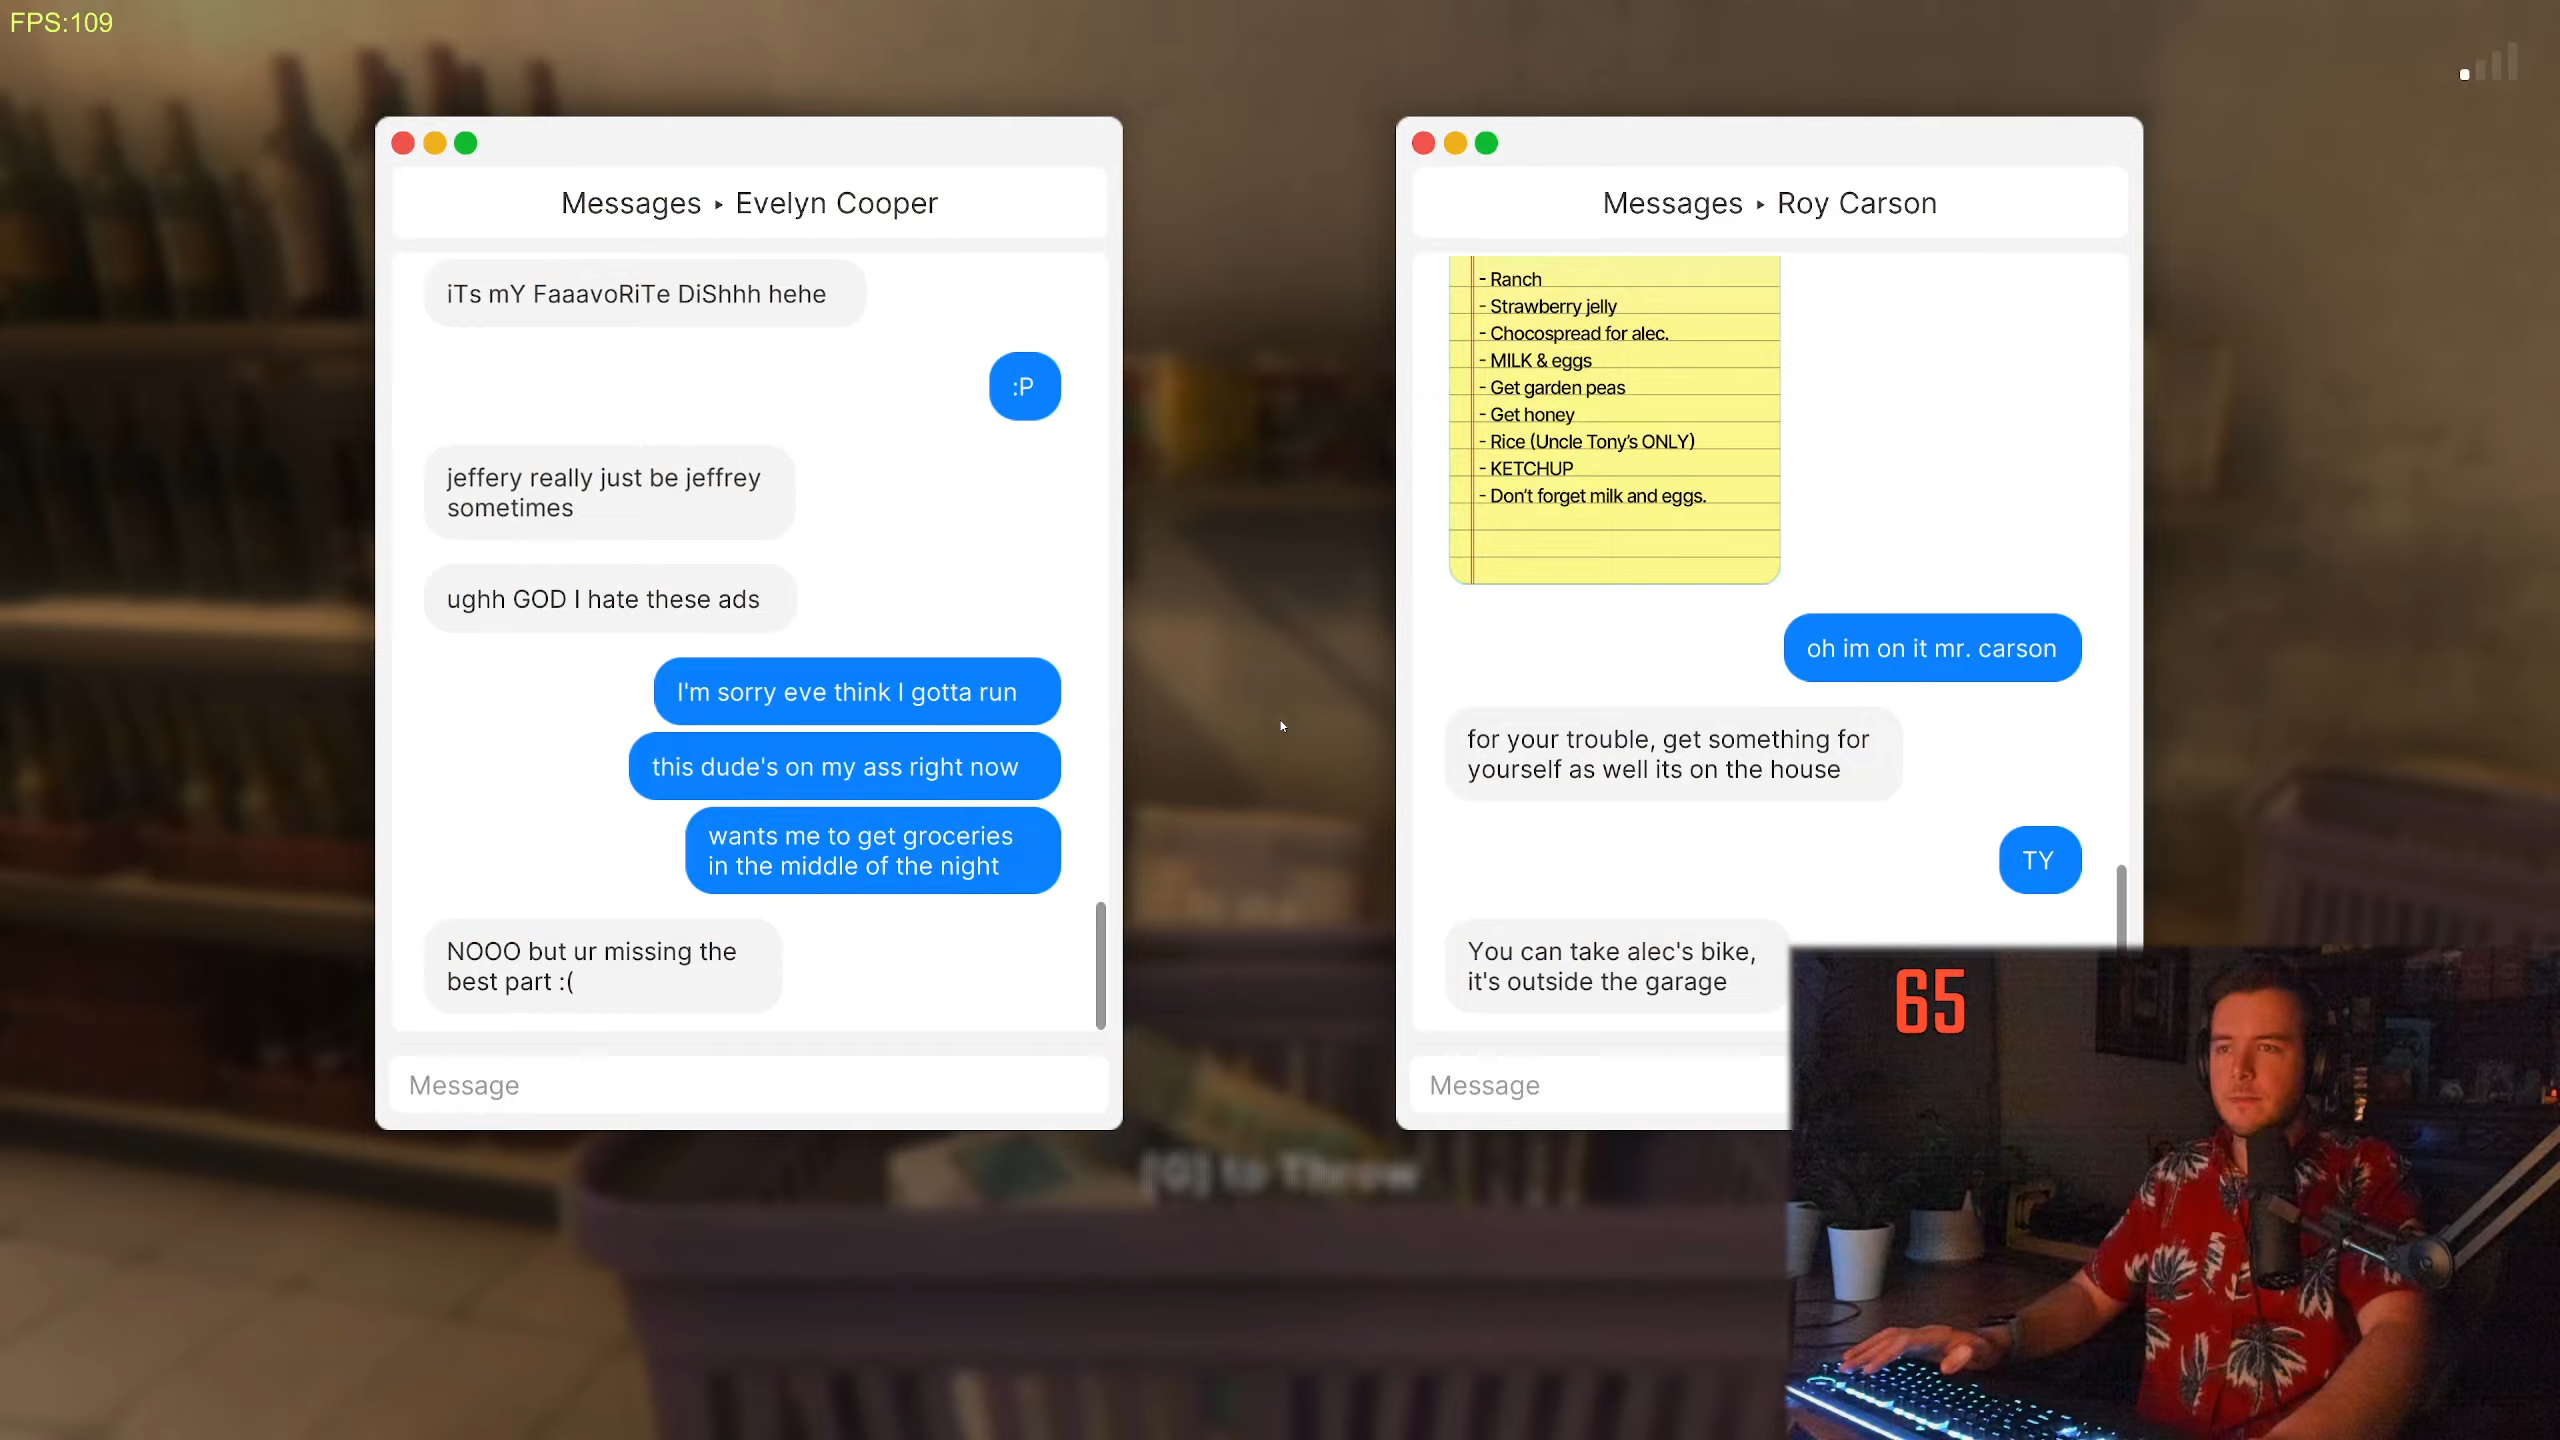 FPS:109
Messages ▸ Evelyn Cooper
iTs mY FaaavoRiTe DiShhh hehe
:P
jeffery really just be jeffrey
sometimes
ughh GOD I hate these ads
I'm sorry eve think I gotta run
this dude's on my ass right now
wants me to get groceries
in the middle of the night
NOOO but ur missing the
best part :(
Message
Messages ▸ Roy Carson
- Ranch
- Strawberry jelly
- Chocospread for alec.
- MILK & eggs
- Get garden peas
- Get honey
- Rice (Uncle Tony's ONLY)
- KETCHUP
- Don't forget milk and eggs.
oh im on it mr. carson
for your trouble, get something for
yourself as well its on the house
TY
You can take alec's bike,
it's outside the garage
Message
65
[G] to Throw